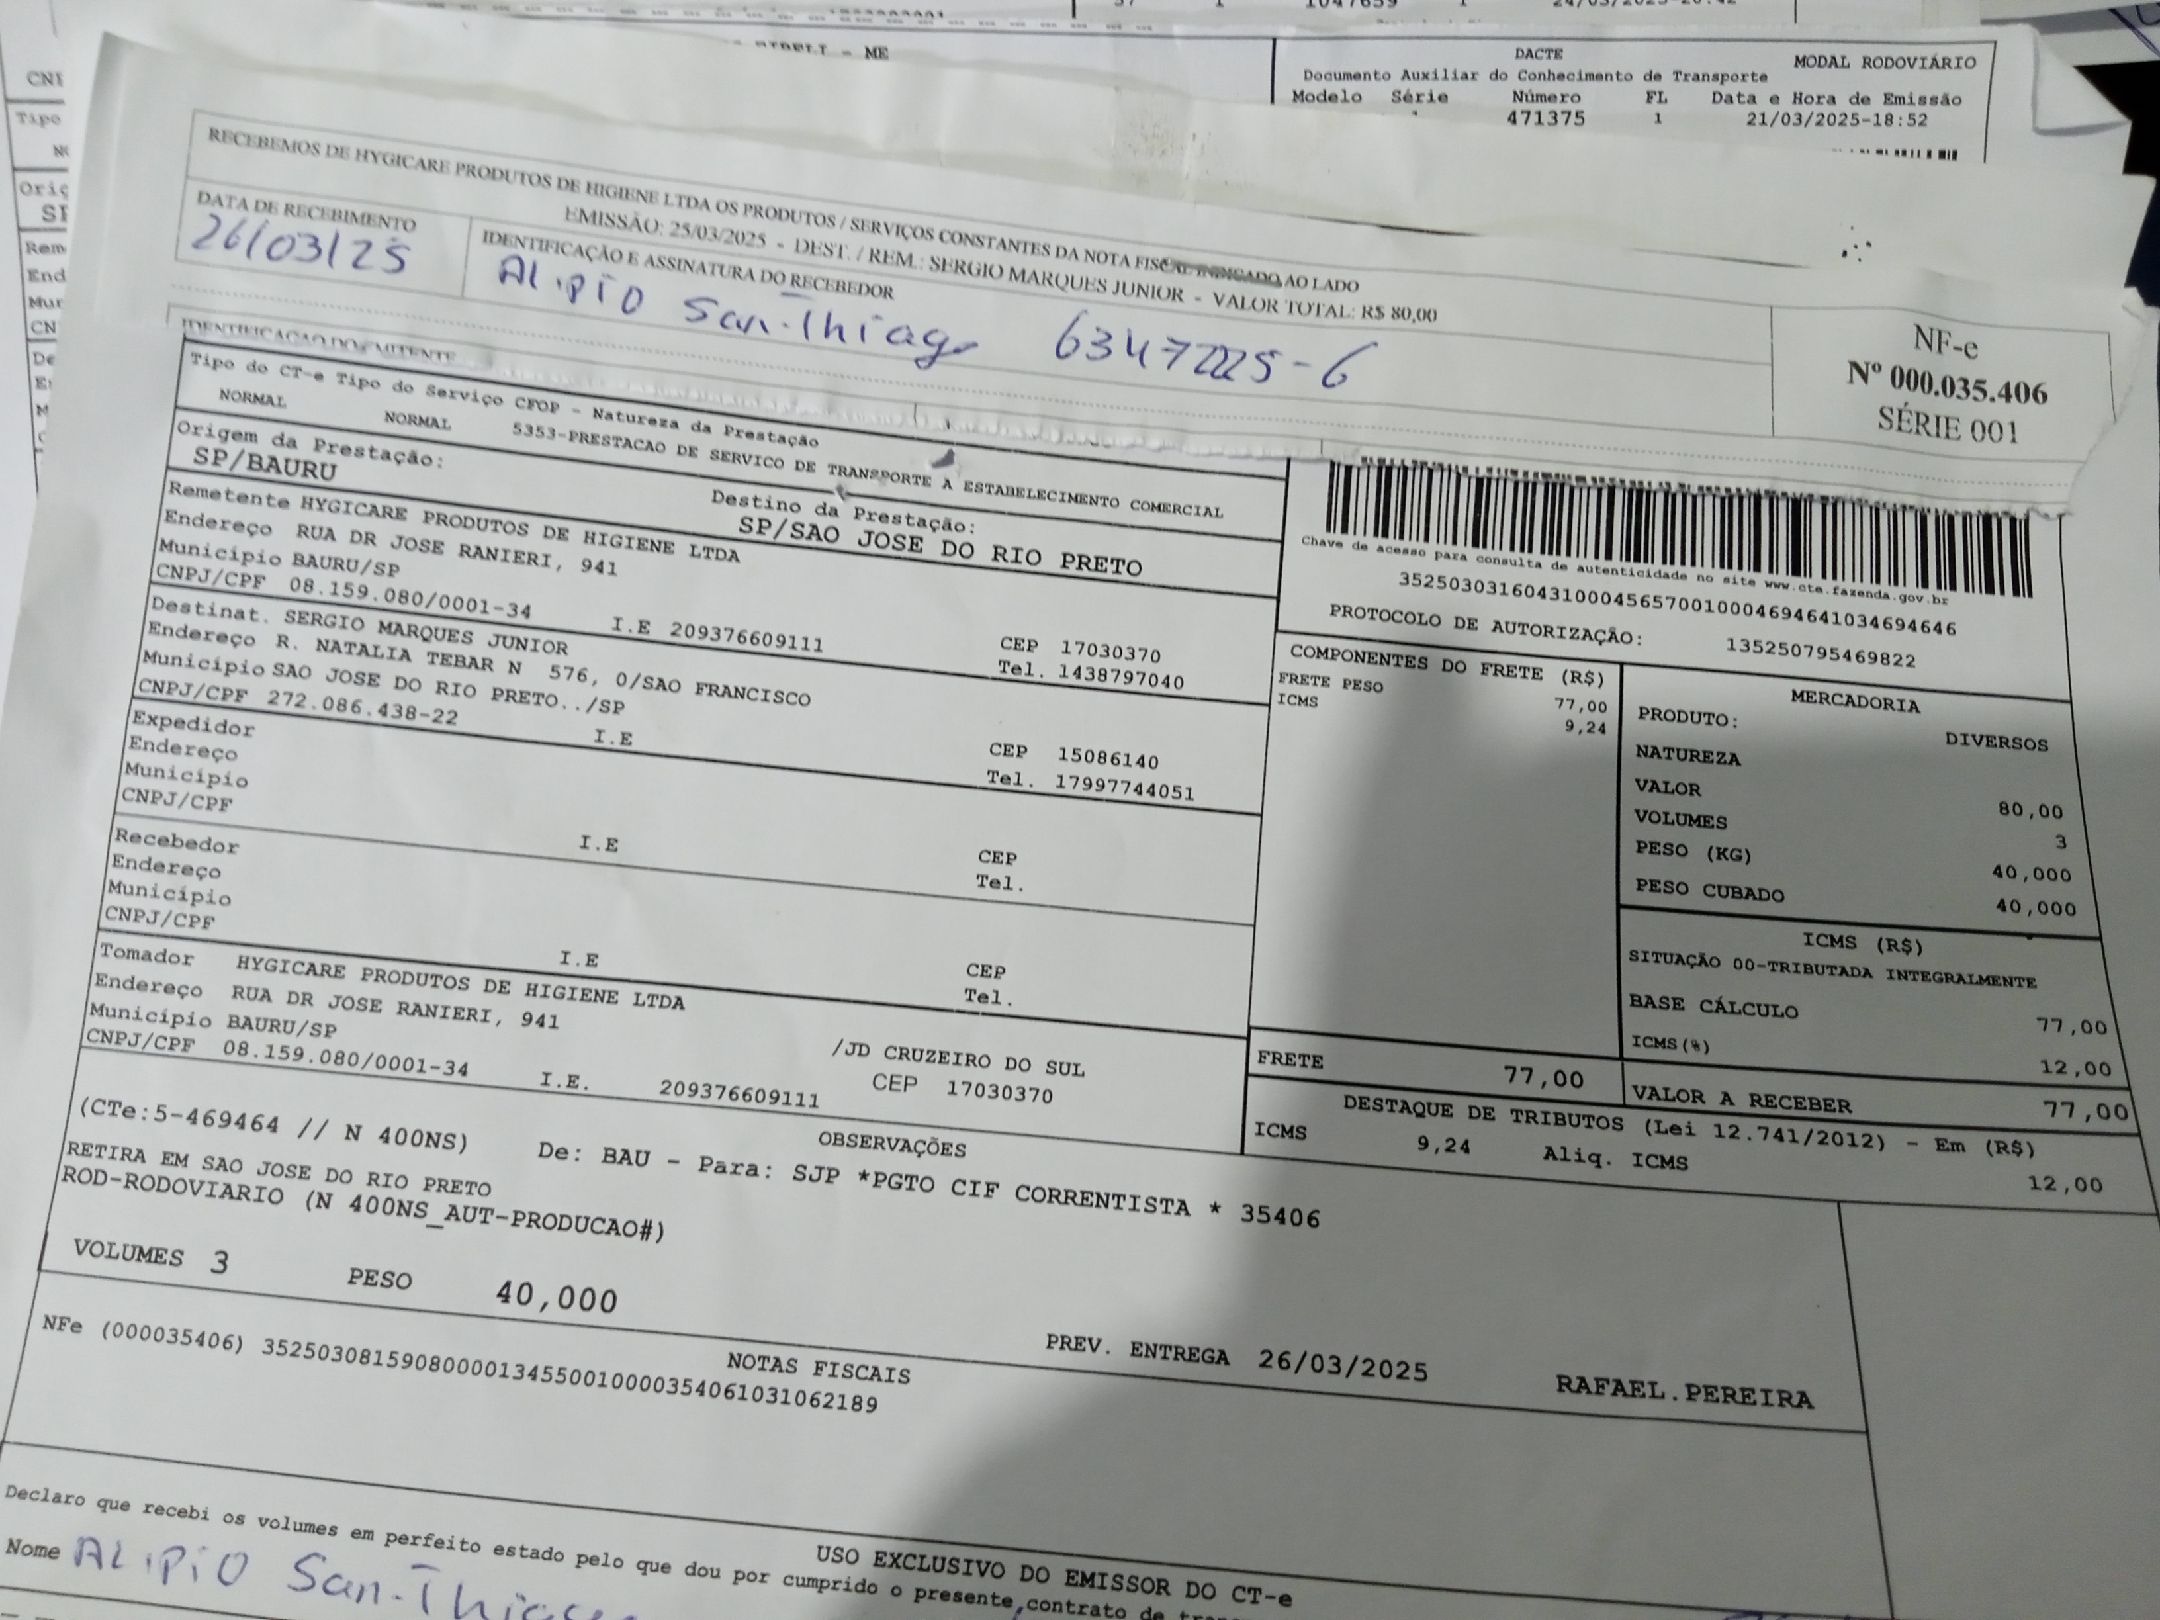 37 1 1047659 1
- ME
DACTE
MODAL RODOVIÁRIO
Documento Auxiliar do Conhecimento de Transporte
Modelo Série Número FL Data e Hora de Emissão
471375 1 21/03/2025-18:52
Tipo
Rem
End
Mun
CN
RECEBEMOS DE HYGICARE PRODUTOS DE HIGIENE LTDA OS PRODUTOS / SERVIÇOS CONSTANTES DA NOTA FISCAL INDICADO AO LADO
EMISSÃO: 25/03/2025 - DEST. / REM.: SERGIO MARQUES JUNIOR - VALOR TOTAL: R$ 80,00
DATA DE RECEBIMENTO
26/03/25
IDENTIFICAÇÃO E ASSINATURA DO RECEBEDOR
ALiPiO San-Thiago 6347225-6
NF-e
Nº 000.035.406
SÉRIE 001
IDENTIFICAÇÃO DO EMITENTE
Tipo do CT-e Tipo do Serviço CFOP - Natureza da Prestação
NORMAL NORMAL 5353-PRESTACAO DE SERVICO DE TRANSPORTE A ESTABELECIMENTO COMERCIAL
Origem da Prestação:
SP/BAURU
Destino da Prestação:
SP/SAO JOSE DO RIO PRETO
Remetente HYGICARE PRODUTOS DE HIGIENE LTDA
Endereço RUA DR JOSE RANIERI, 941
Município BAURU/SP CEP 17030370
CNPJ/CPF 08.159.080/0001-34 I.E 209376609111 Tel. 1438797040
Destinat. SERGIO MARQUES JUNIOR
Endereço R. NATALIA TEBAR N 576, 0/SAO FRANCISCO
Município SAO JOSE DO RIO PRETO../SP CEP 15086140
CNPJ/CPF 272.086.438-22 I.E Tel. 17997744051
Expedidor
Endereço
Município CEP
CNPJ/CPF I.E Tel.
Recebedor
Endereço
Município CEP
CNPJ/CPF I.E Tel.
Tomador HYGICARE PRODUTOS DE HIGIENE LTDA
Endereço RUA DR JOSE RANIERI, 941 /JD CRUZEIRO DO SUL
Município BAURU/SP CEP 17030370
CNPJ/CPF 08.159.080/0001-34 I.E. 209376609111
Chave de acesso para consulta de autenticidade no site www.cte.fazenda.gov.br
35250303160431000456570010004694641034694646
PROTOCOLO DE AUTORIZAÇÃO: 135250795469822
COMPONENTES DO FRETE (R$)
FRETE PESO 77,00
ICMS 9,24
MERCADORIA
PRODUTO: DIVERSOS
NATUREZA
VALOR 80,00
VOLUMES 3
PESO (KG) 40,000
PESO CUBADO 40,000
ICMS (R$)
SITUAÇÃO 00-TRIBUTADA INTEGRALMENTE
BASE CÁLCULO 77,00
ICMS(%) 12,00
FRETE 77,00
VALOR A RECEBER 77,00
DESTAQUE DE TRIBUTOS (Lei 12.741/2012) - Em (R$)
ICMS 9,24 Aliq. ICMS 12,00
OBSERVAÇÕES
(CTe:5-469464 // N 400NS) De: BAU - Para: SJP *PGTO CIF CORRENTISTA * 35406
RETIRA EM SAO JOSE DO RIO PRETO
ROD-RODOVIARIO (N 400NS_AUT-PRODUCAO#)
VOLUMES 3 PESO 40,000
PREV. ENTREGA 26/03/2025 RAFAEL.PEREIRA
NOTAS FISCAIS
NFe (000035406) 35250308159080000134550010000354061031062189
USO EXCLUSIVO DO EMISSOR DO CT-e
Declaro que recebi os volumes em perfeito estado pelo que dou por cumprido o presente,contrato de
Nome ALiPiO San-Thiago